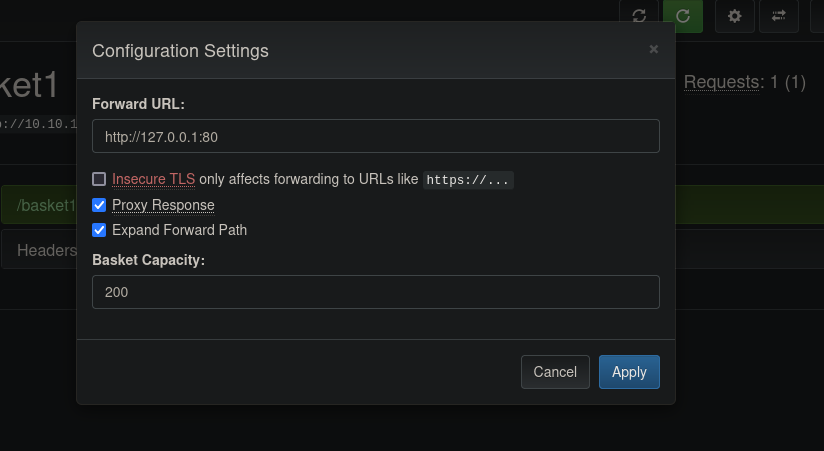 Configuration Settings
×
ket1
Requests: 1 (1)
://10.10.1
Forward URL:
http://127.0.0.1:80
Insecure TLS only affects forwarding to URLs like https://...
/basket1
Proxy Response
Expand Forward Path
Headers
Basket Capacity:
200
Cancel
Apply